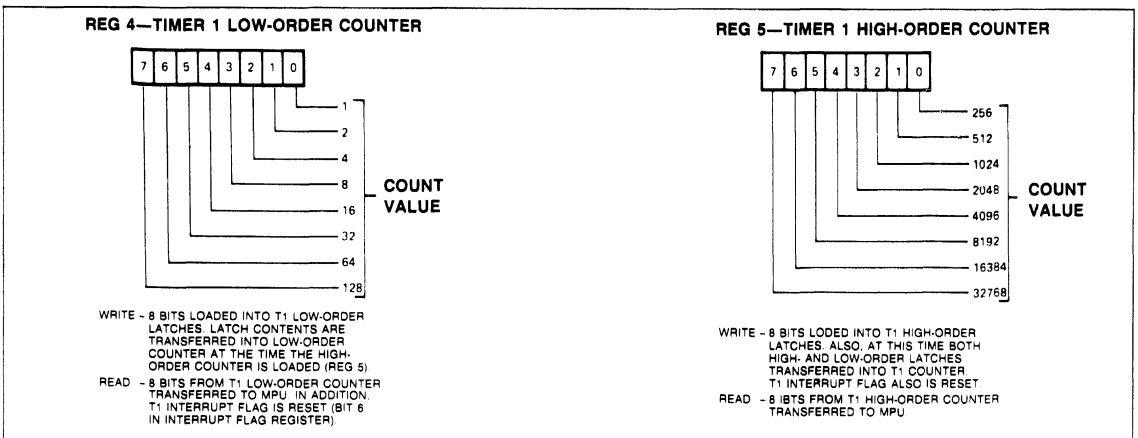 REG 4—TIMER 1 LOW-ORDER COUNTER
7 6 5 4 3 2 1 0
1
2
4
8
16
32
64
128
COUNT
VALUE
WRITE - 8 BITS LOADED INTO T1 LOW-ORDER
LATCHES. LATCH CONTENTS ARE
TRANSFERRED INTO LOW-ORDER
COUNTER AT THE TIME THE HIGH-
ORDER COUNTER IS LOADED (REG 5)
READ - 8 BITS FROM T1 LOW-ORDER COUNTER
TRANSFERRED TO MPU. IN ADDITION,
T1 INTERRUPT FLAG IS RESET (BIT 6
IN INTERRUPT FLAG REGISTER).
REG 5—TIMER 1 HIGH-ORDER COUNTER
7 6 5 4 3 2 1 0
256
512
1024
2048
4096
8192
16384
32768
COUNT
VALUE
WRITE - 8 BITS LODED INTO T1 HIGH-ORDER
LATCHES. ALSO, AT THIS TIME BOTH
HIGH- AND LOW-ORDER LATCHES
TRANSFERRED INTO T1 COUNTER.
T1 INTERRUPT FLAG ALSO IS RESET
READ - 8 IBTS FROM T1 HIGH-ORDER COUNTER
TRANSFERRED TO MPU